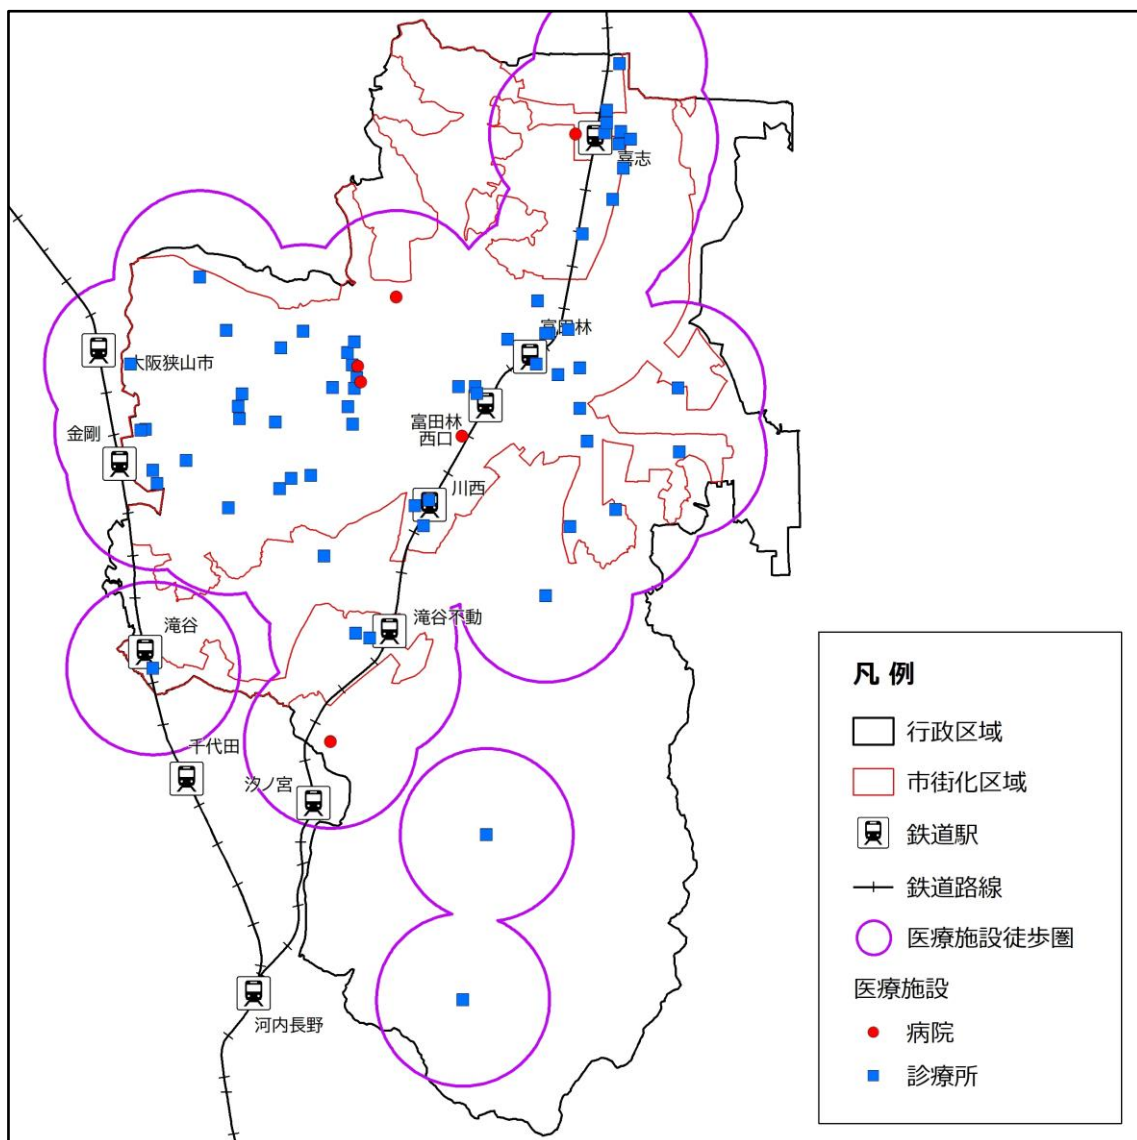 喜志
富田林
大阪狭山市
富田林
西口
金剛
川西
滝谷不動
滝谷
千代田
汐ノ宮
河内長野
凡 例
行政区域
市街化区域
鉄道駅
鉄道路線
医療施設徒歩圏
医療施設
病院
診療所